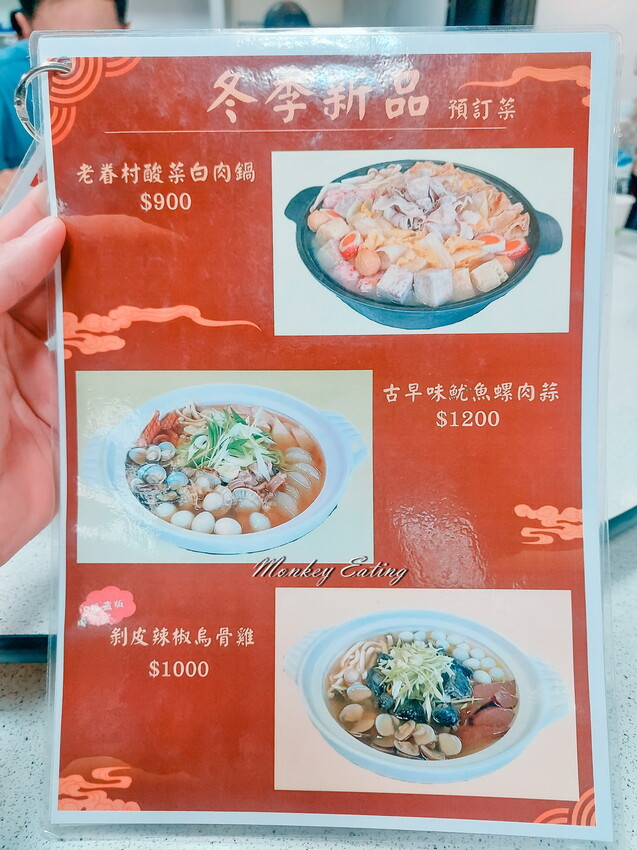 冬季新品 預訂菜
老眷村酸菜白肉鍋
$900
古早味魷魚螺肉蒜
$1200
Monkey Eating
剝皮辣椒烏骨雞
$1000